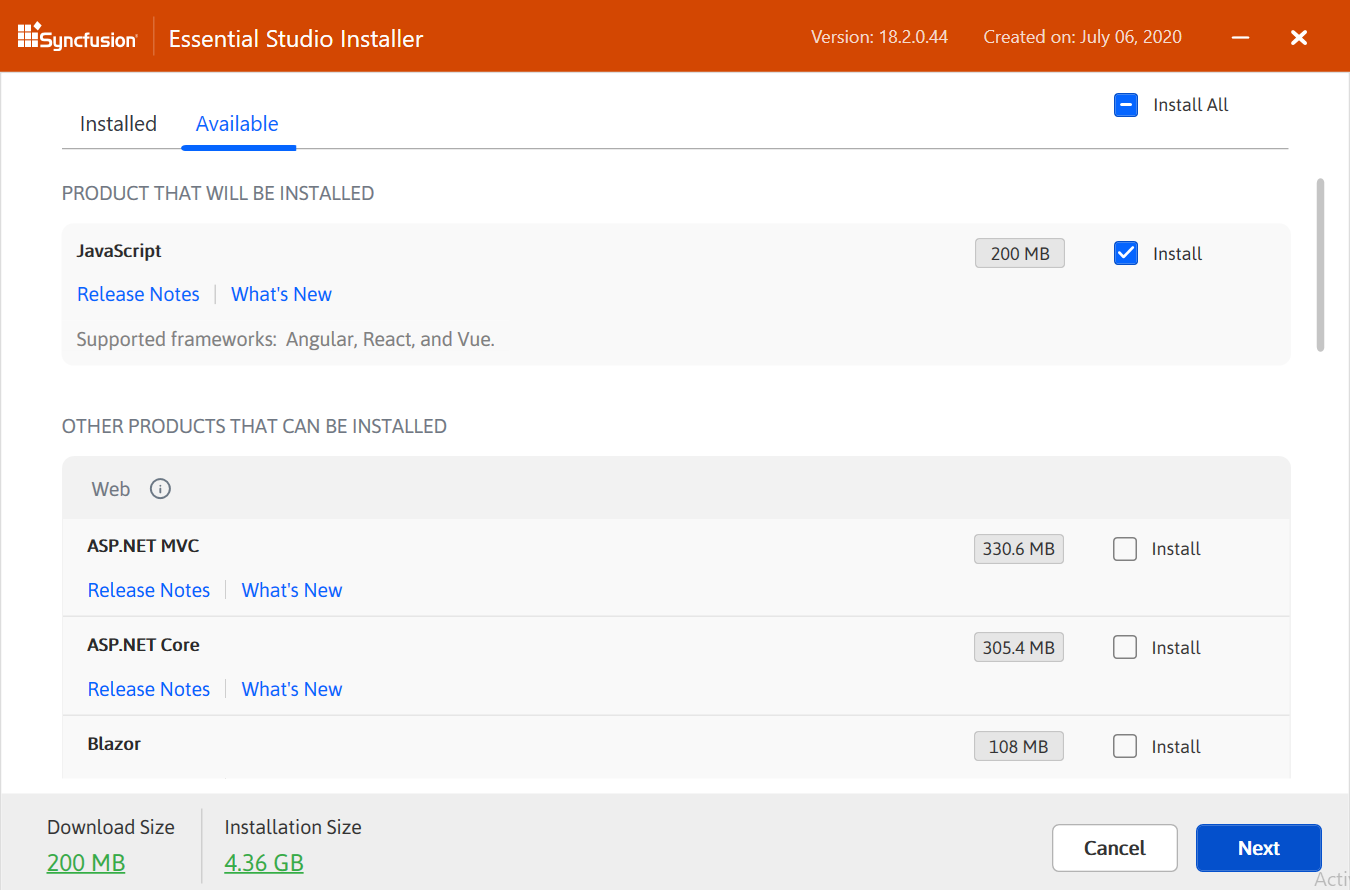 Syncfusion Essential Studio Installer Version: 18.2.0.44 Created on: July 06, 2020
Installed Available Install All
PRODUCT THAT WILL BE INSTALLED
JavaScript 200 MB Install
Release Notes What's New
Supported frameworks: Angular, React, and Vue.
OTHER PRODUCTS THAT CAN BE INSTALLED
Web
ASP.NET MVC 330.6 MB Install
Release Notes What's New
ASP.NET Core 305.4 MB Install
Release Notes What's New
Blazor 108 MB Install
Download Size Installation Size
200 MB 4.36 GB
Cancel Next